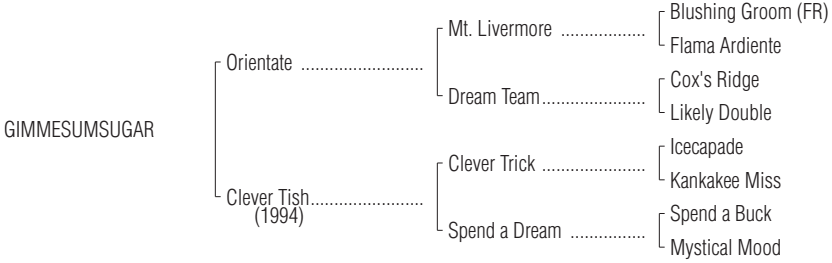 Blushing Groom (FR)
Mt. Livermore ....................
Flama Ardiente
Orientate .........................
Cox's Ridge
Dream Team.....................
Likely Double
GIMMESUMSUGAR
Icecapade
Clever Trick .....................
Kankakee Miss
Clever Tish.......................
(1994)
Spend a Buck
Spend a Dream ................
Mystical Mood